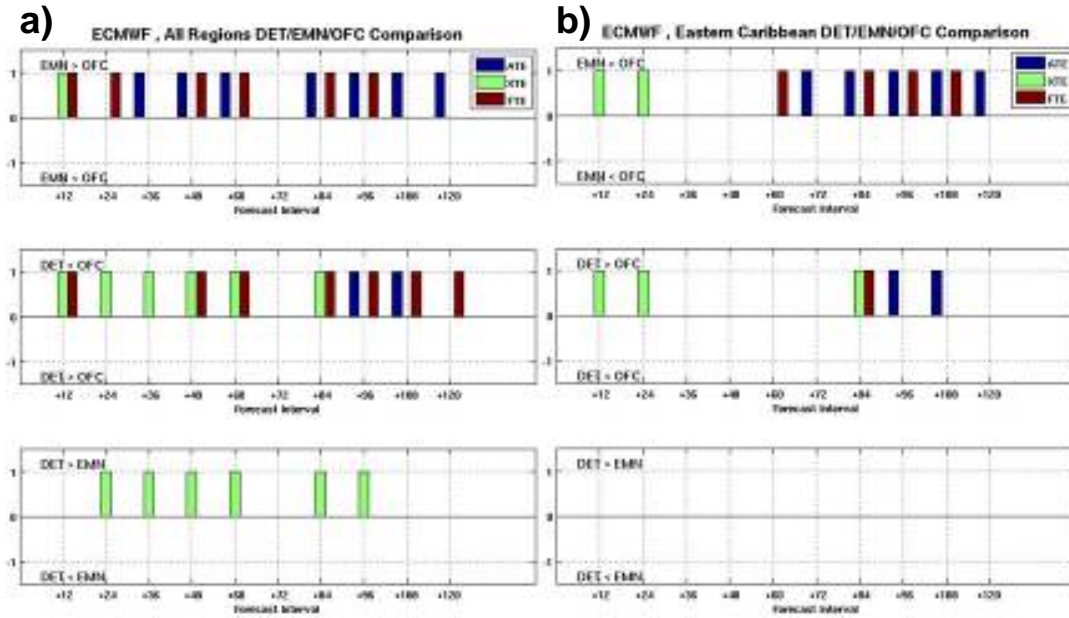 a)
ECMWF , All Regions DET/EMN/OFC Comparison
EMN > OFC
ATE
XTE
FTE
1
0
-1
EMN < OFC
+12 +24 +36 +48 +60 +72 +84 +96 +108 +120
Forecast Interval
DET > OFC
1
0
-1
DET < OFC
+12 +24 +36 +48 +60 +72 +84 +96 +108 +120
Forecast Interval
DET > EMN
1
0
-1
DET < EMN
+12 +24 +36 +48 +60 +72 +84 +96 +108 +120
Forecast Interval
b)
ECMWF , Eastern Caribbean DET/EMN/OFC Comparison
EMN > OFC
ATE
XTE
FTE
1
0
-1
EMN < OFC
+12 +24 +36 +48 +60 +72 +84 +96 +108 +120
Forecast Interval
DET > OFC
1
0
-1
DET < OFC
+12 +24 +36 +48 +60 +72 +84 +96 +108 +120
Forecast Interval
DET > EMN
1
0
-1
DET < EMN
+12 +24 +36 +48 +60 +72 +84 +96 +108 +120
Forecast Interval